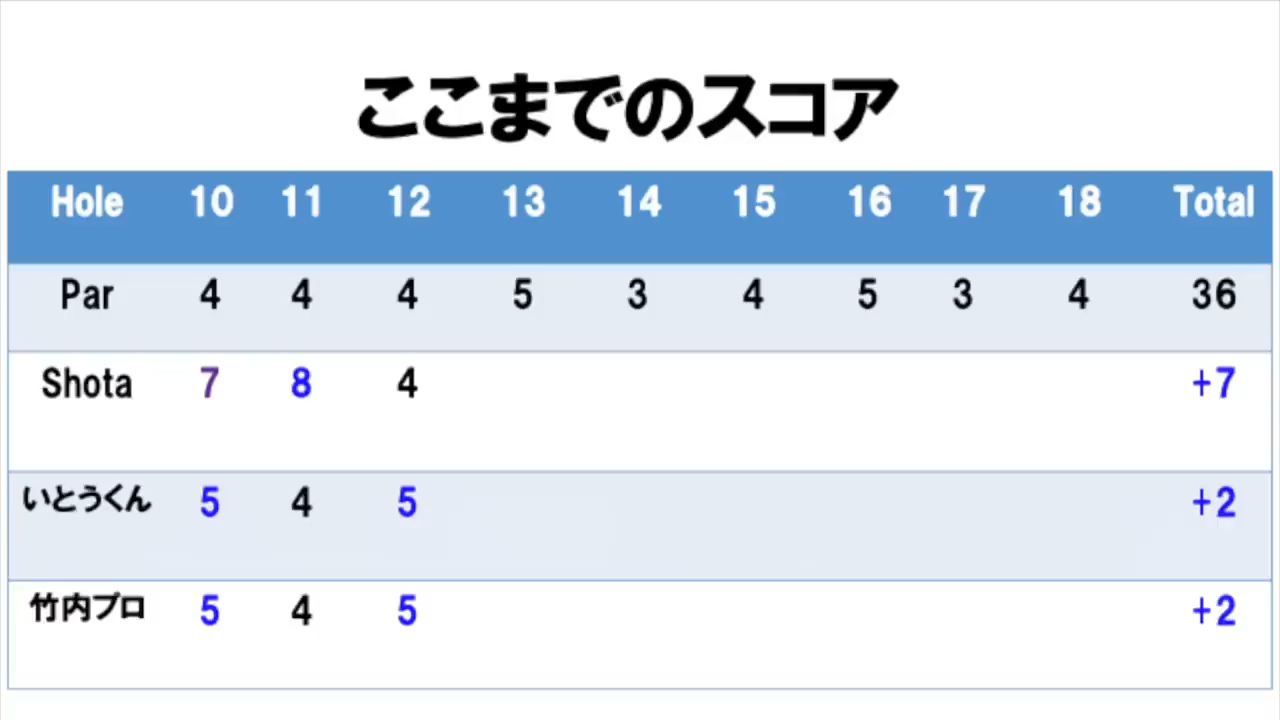 ここまでのスコア
Hole 10 11 12 13 14 15 16 17 18 Total
Par 4 4 4 5 3 4 5 3 4 36
Shota 7 8 4 +7
いとうくん 5 4 5 +2
竹内プロ 5 4 5 +2